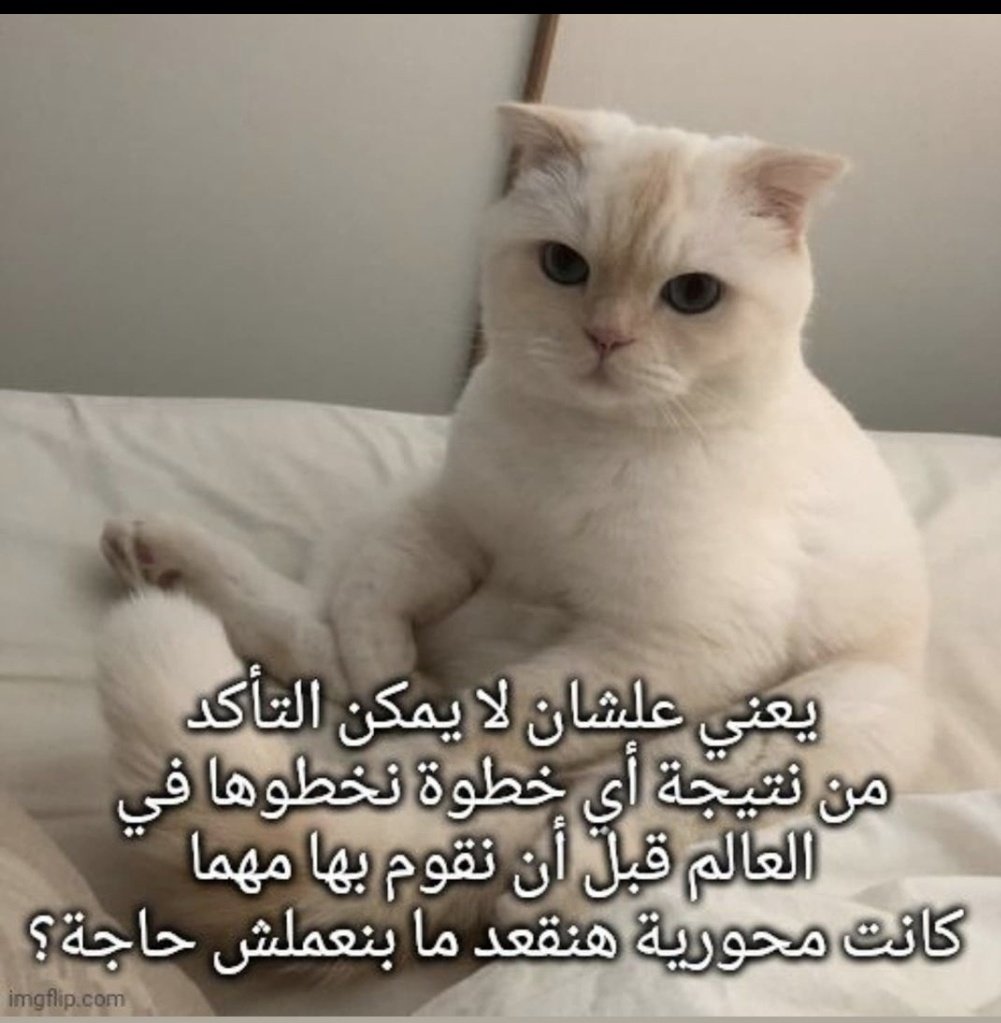 يعني علشان لا يمكن التأكد
من نتيجة أي خطوة نخطوها في
العالم قبل أن نقوم بها مهما
كانت محورية هنقعد ما بنعملش حاجة؟
imgflip.com